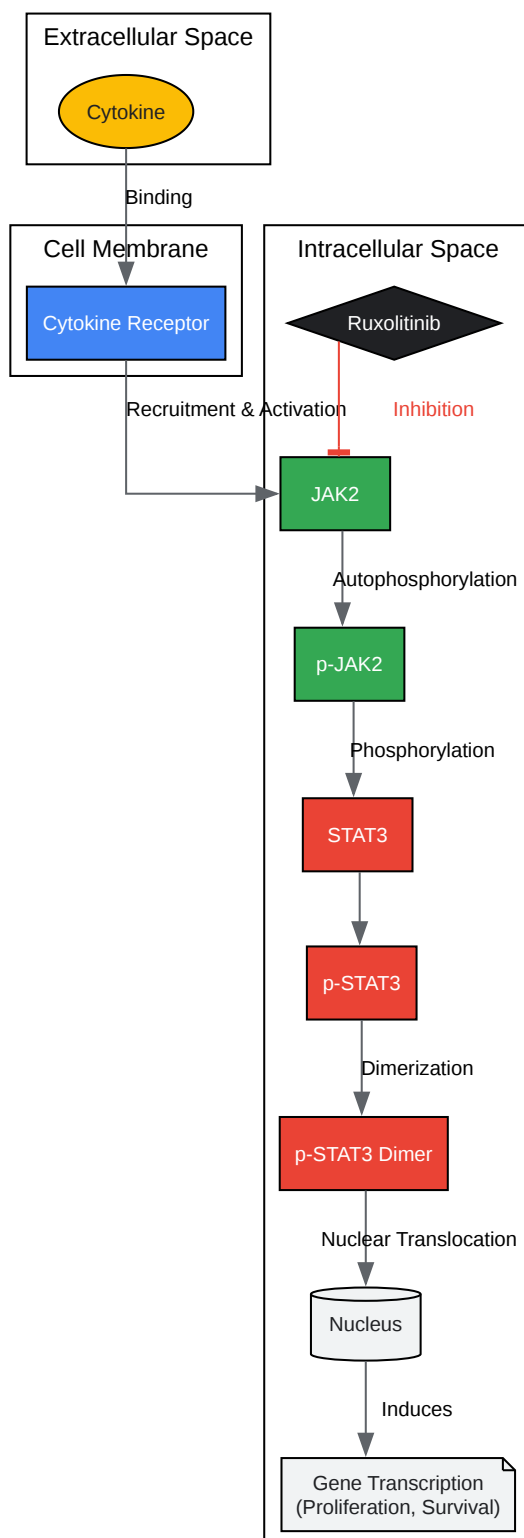 Extracellular Space
Cytokine
Binding
Cell Membrane
Intracellular Space
Cytokine Receptor
Ruxolitinib
Recruitment & Activation
Inhibition
JAK2
Autophosphorylation
p-JAK2
Phosphorylation
STAT3
p-STAT3
Dimerization
p-STAT3 Dimer
Nuclear Translocation
Nucleus
Induces
Gene Transcription
(Proliferation, Survival)